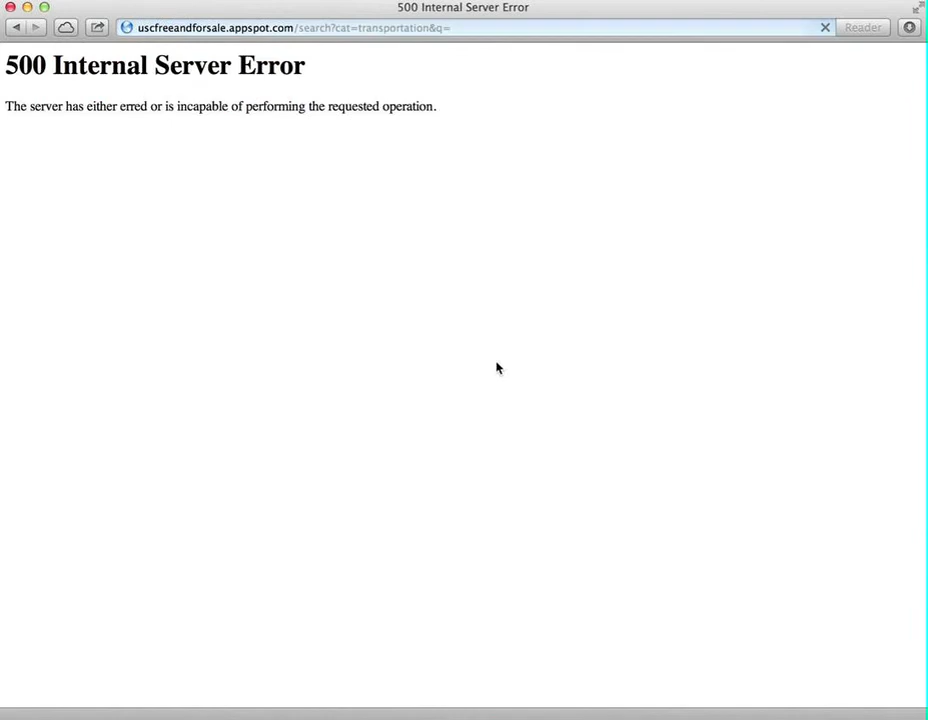 500 Internal Server Error
uscfreeandforsale.appspot.com/search?cat=transportation&q=
Reader
500 Internal Server Error
The server has either erred or is incapable of performing the requested operation.